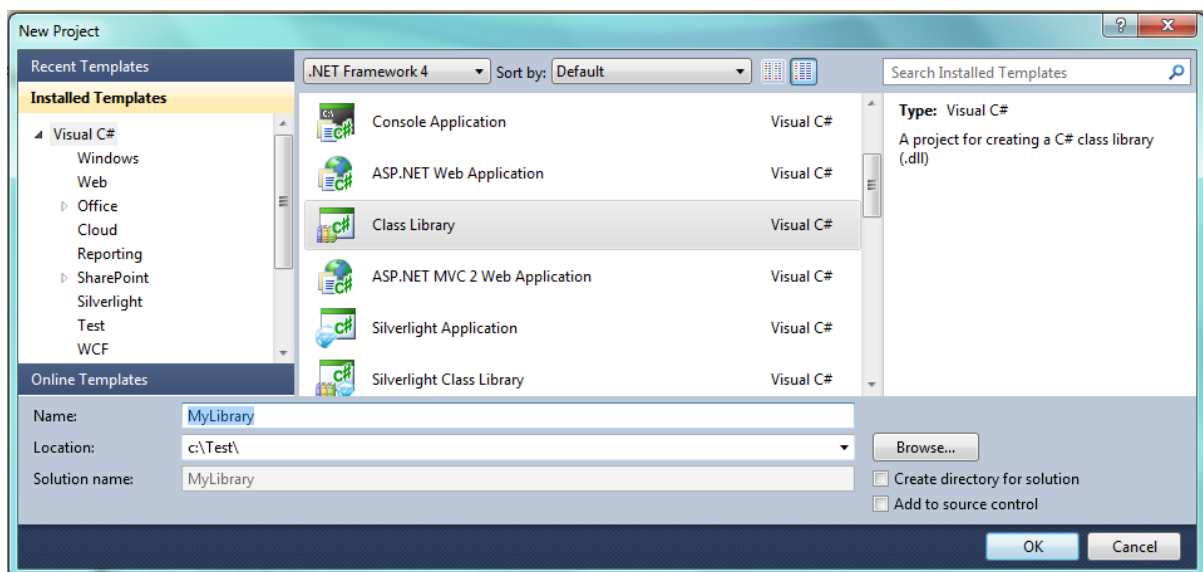 New Project
Recent Templates
Installed Templates
Visual C#
Windows
Web
Office
Cloud
Reporting
SharePoint
Silverlight
Test
WCF
Online Templates
.NET Framework 4 Sort by: Default
Console Application Visual C#
ASP.NET Web Application Visual C#
Class Library Visual C#
ASP.NET MVC 2 Web Application Visual C#
Silverlight Application Visual C#
Silverlight Class Library Visual C#
Search Installed Templates
Type: Visual C#
A project for creating a C# class library
(.dll)
Name: MyLibrary
Location: c:\Test\
Browse...
Solution name: MyLibrary
Create directory for solution
Add to source control
OK Cancel